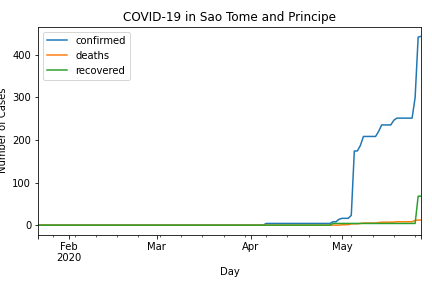 COVID-19 in Sao Tome and Principe
confirmed
deaths
recovered
Number of Cases
400
300
200
100
0
Feb
2020
Mar
Apr
May
Day